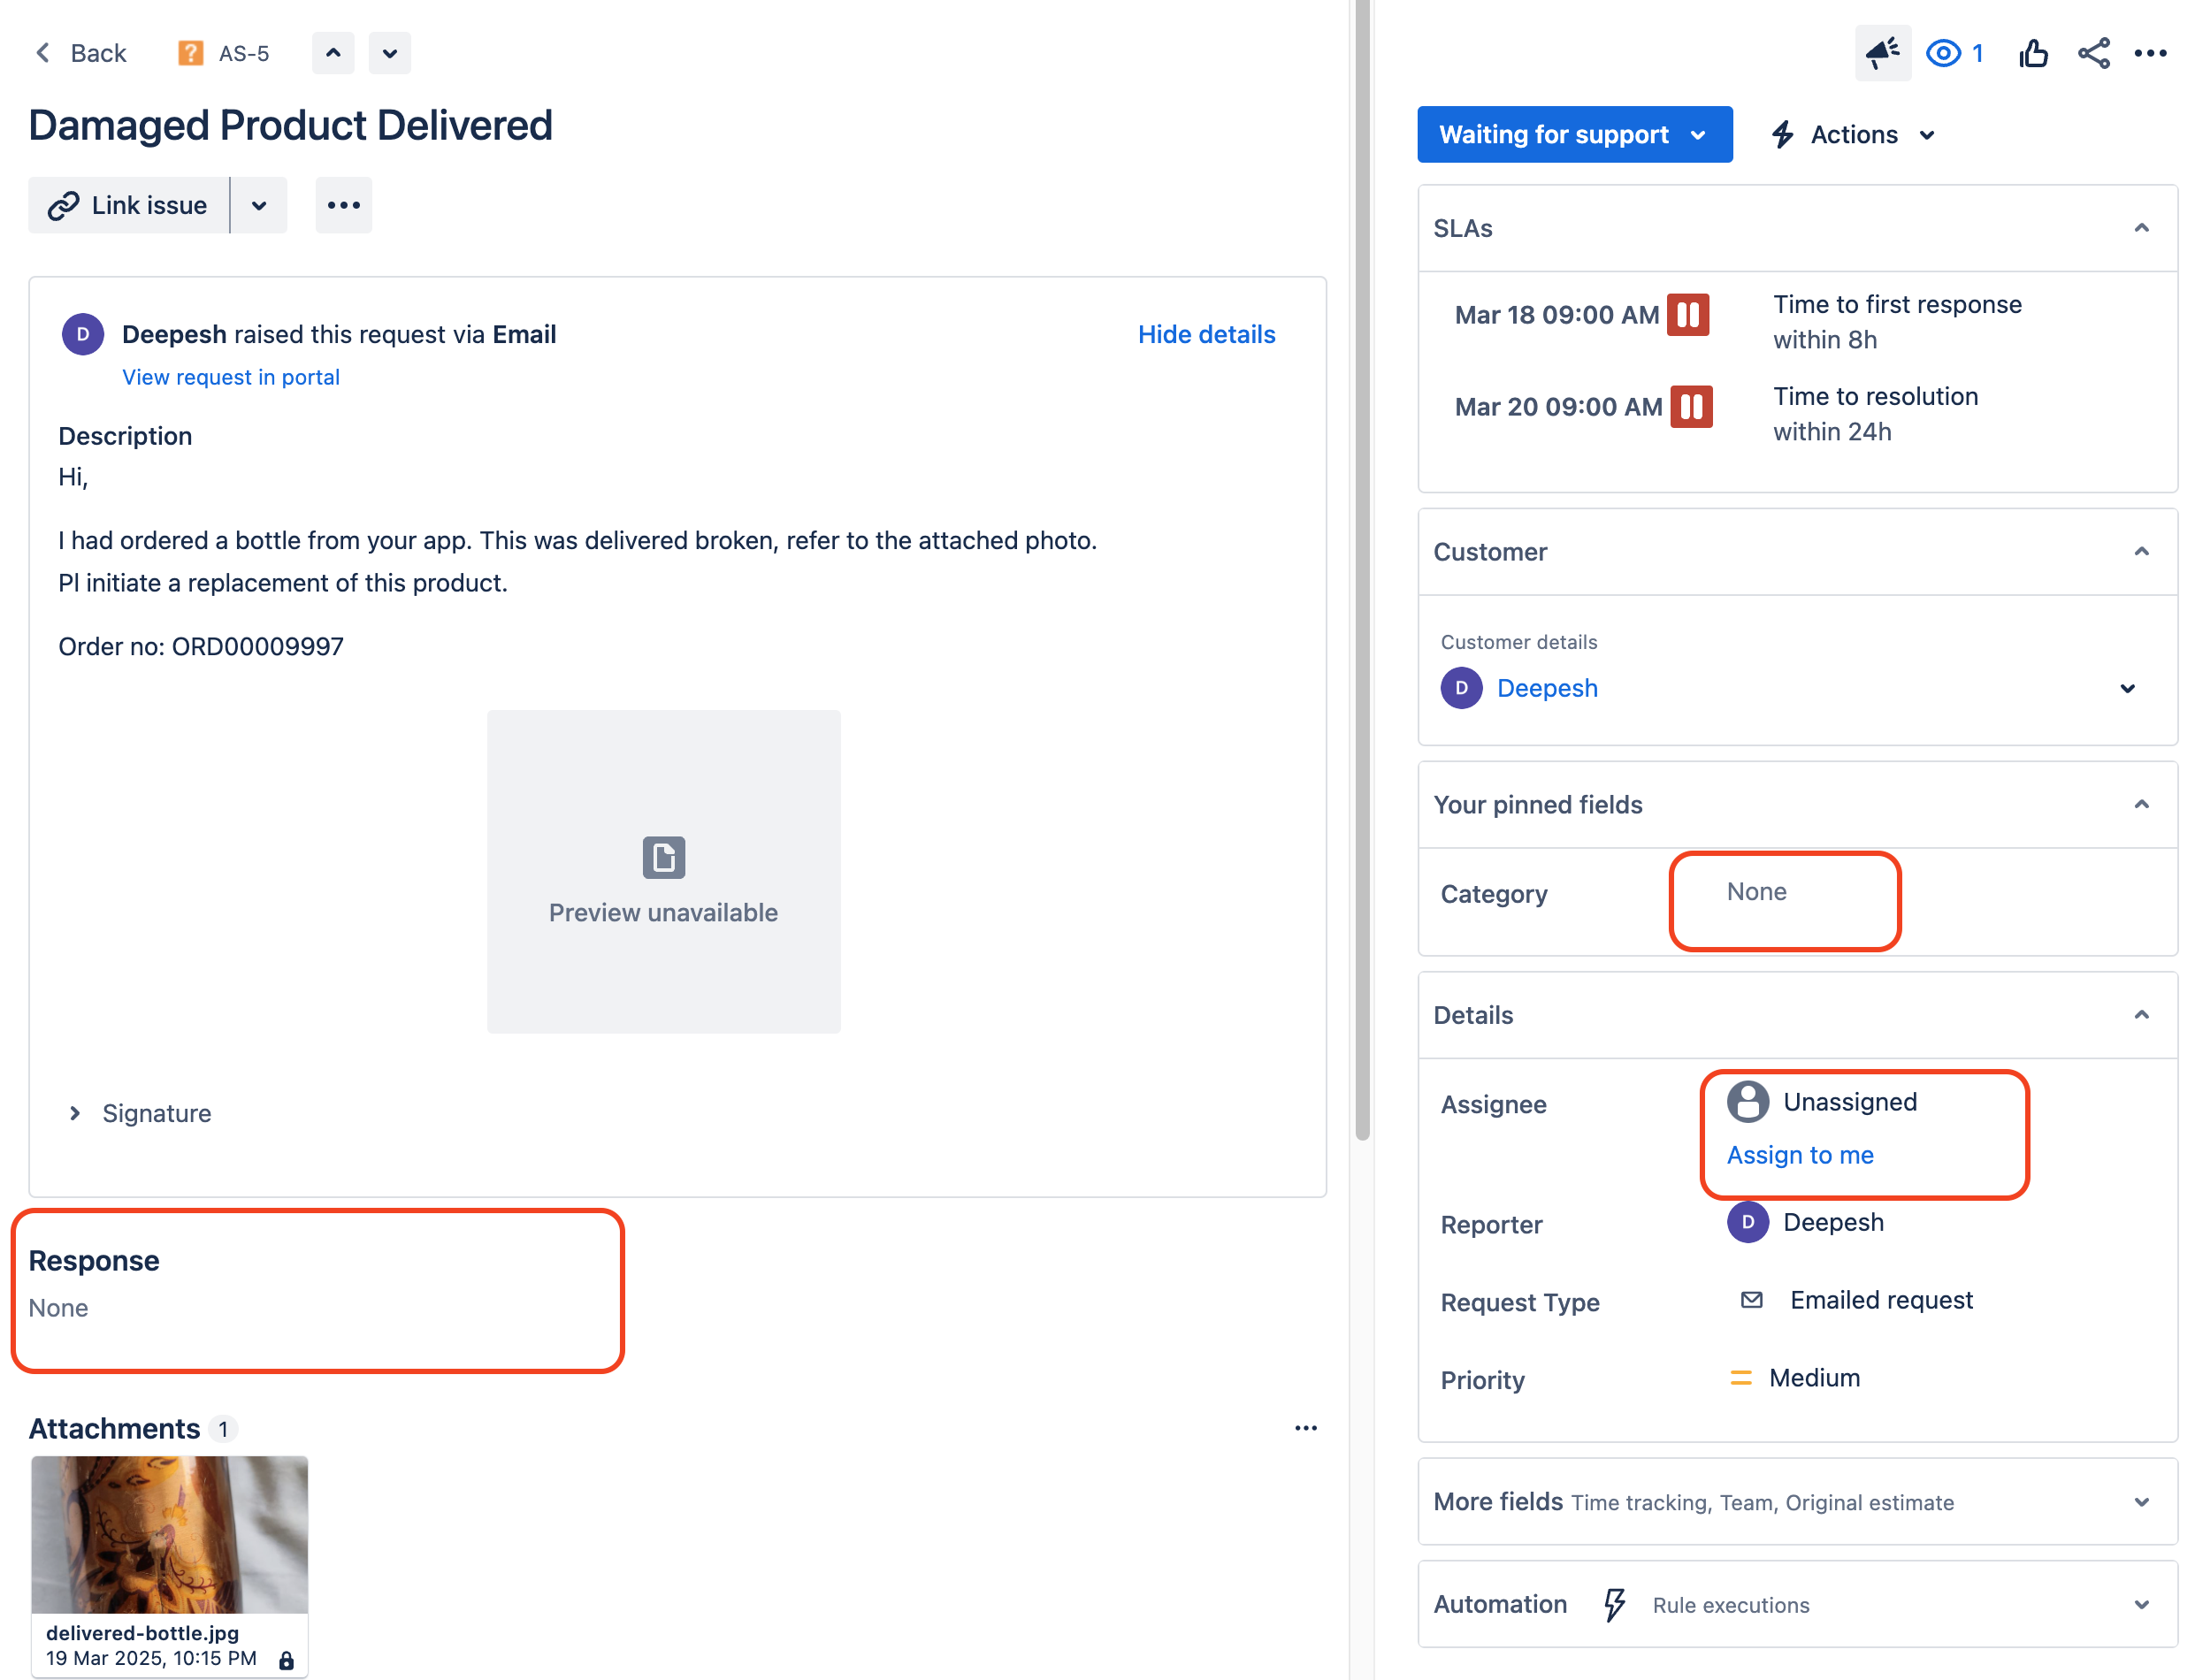 Back
AS-5
Damaged Product Delivered
Link issue
D
Deepesh raised this request via Email
Hide details
View request in portal
Description
Hi,
I had ordered a bottle from your app. This was delivered broken, refer to the attached photo.
Pl initiate a replacement of this product.
Order no: ORD00009997
Preview unavailable
Signature
Response
None
Attachments 1
delivered-bottle.jpg
19 Mar 2025, 10:15 PM
1
Waiting for support
Actions
SLAs
Mar 18 09:00 AM
Time to first response
within 8h
Mar 20 09:00 AM
Time to resolution
within 24h
Customer
Customer details
D
Deepesh
Your pinned fields
Category
None
Details
Assignee
Unassigned
Assign to me
Reporter
D
Deepesh
Request Type
Emailed request
Priority
Medium
More fields Time tracking, Team, Original estimate
Automation
Rule executions